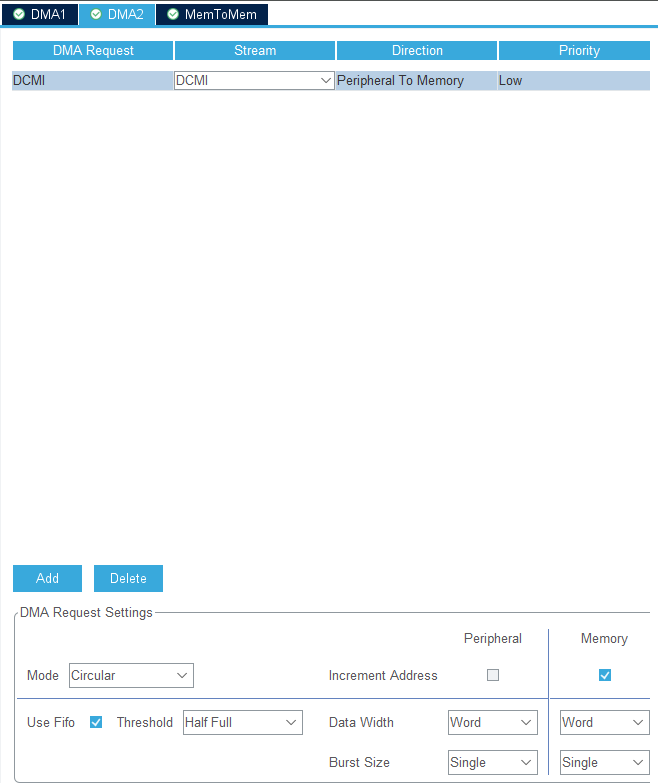 DMA1 DMA2 MemToMem
DMA Request Stream Direction Priority
DCMI DCMI Peripheral To Memory Low
Add Delete
DMA Request Settings
Peripheral Memory
Mode Circular Increment Address
Use Fifo Threshold Half Full Data Width Word Word
Burst Size Single Single